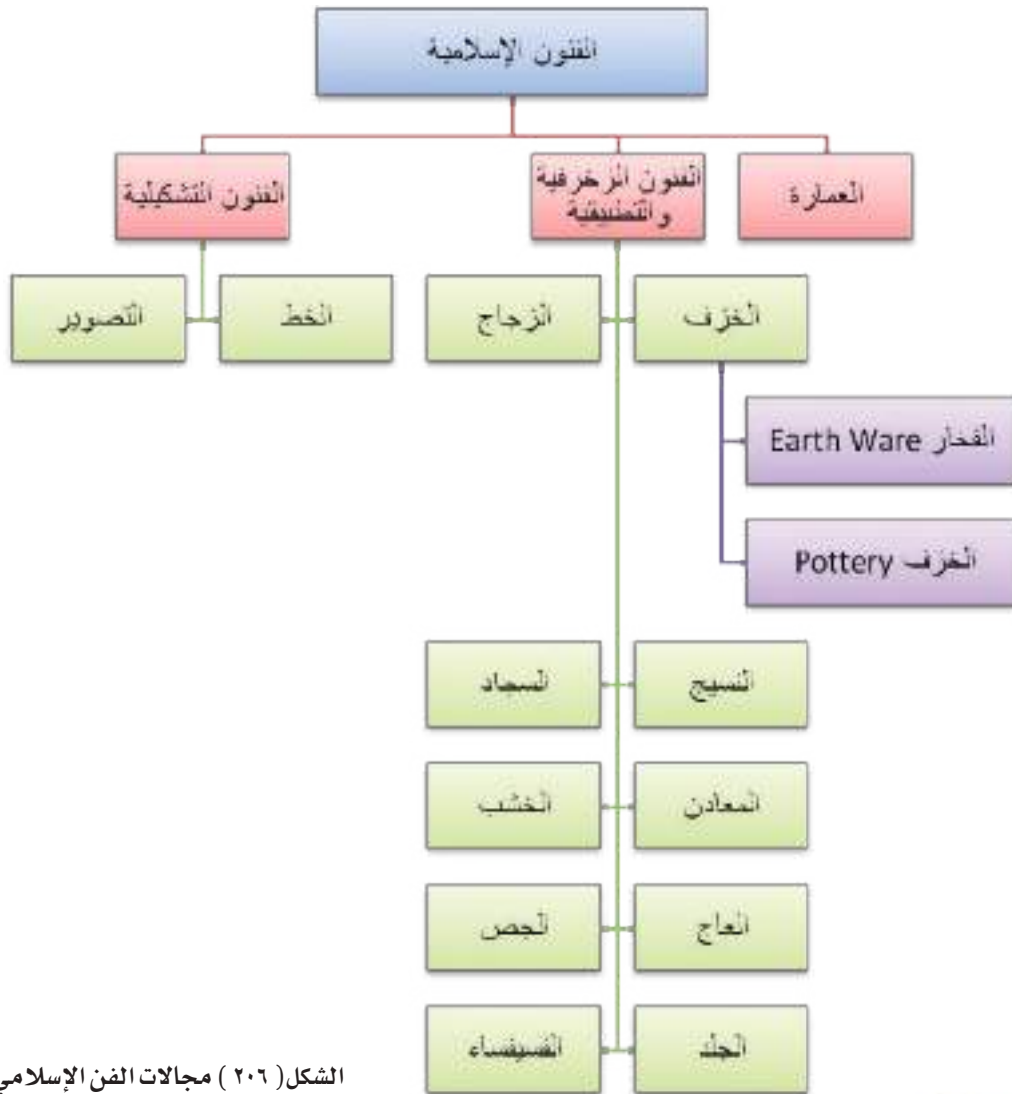 الفنون الإسلامية
العمارة
الفنون الزخرفية
والتطبيقية
الفنون التشكيلية
الخزف
الزجاج
الخط
التصوير
الفخار Earth Ware
الخزف Pottery
النسيج
السجاد
المعادن
الخشب
العاج
الجص
الجلد
الفسيفساء
الشكل( ٢٠٦ ) مجالات الفن الإسلامي